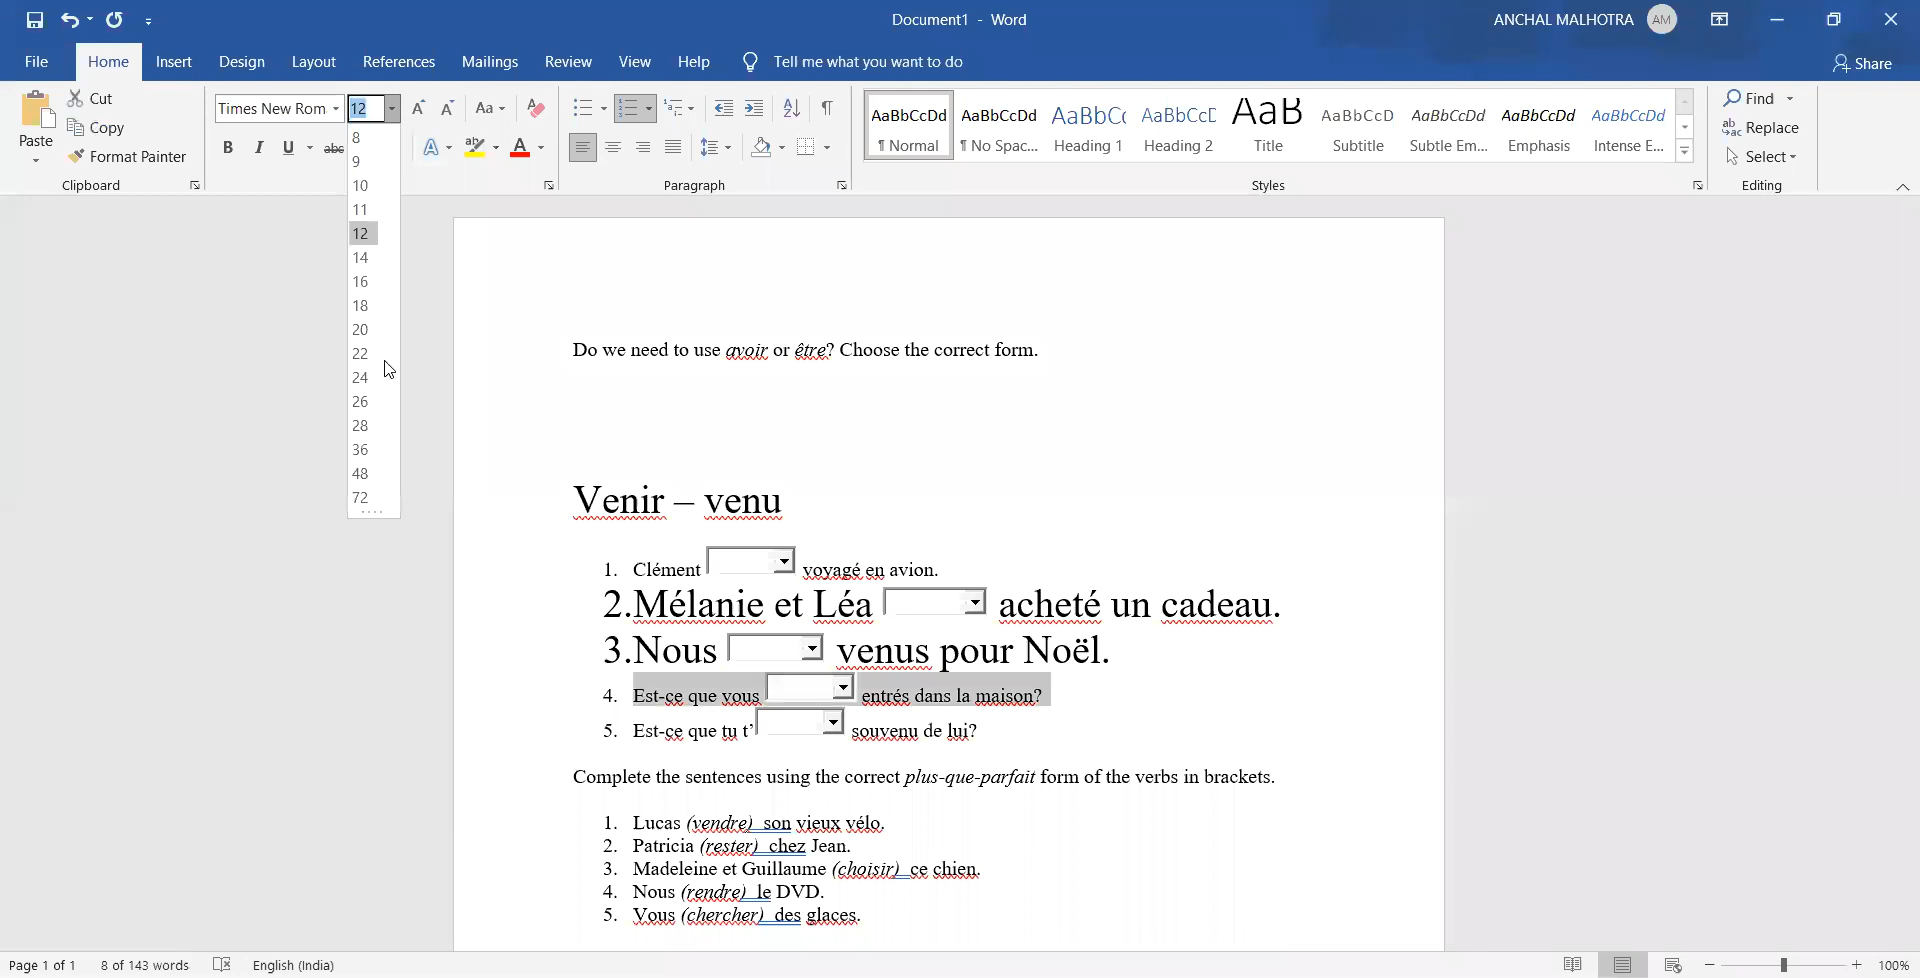 Document1 - Word
ANCHAL MALHOTRA AM
File Home Insert Design Layout References Mailings Review View Help Tell me what you want to do Share
Paste
Cut
Copy
Format Painter
Clipboard
Times New Rom 12 Aa
B I U abc A ab A
8
9
10
11
12
14
16
18
20
22
24
26
28
36
48
72
Paragraph
AaBbCcDd AaBbCcDd AaBbC AaBbCcD AaB AaBbCcD AaBbCcDd AaBbCcDd AaBbCcDd
¶ Normal ¶ No Spac... Heading 1 Heading 2 Title Subtitle Subtle Em... Emphasis Intense E...
Styles
Find
Replace
Select
Editing
Do we need to use avoir or être? Choose the correct form.
Venir – venu
1. Clément voyagé en avion.
2. Mélanie et Léa acheté un cadeau.
3. Nous venus pour Noël.
4. Est-ce que vous entrés dans la maison?
5. Est-ce que tu t’ souvenu de lui?
Complete the sentences using the correct plus-que-parfait form of the verbs in brackets.
1. Lucas (vendre) son vieux vélo.
2. Patricia (rester) chez Jean.
3. Madeleine et Guillaume (choisir) ce chien.
4. Nous (rendre) le DVD.
5. Vous (chercher) des glaces.
Page 1 of 1 8 of 143 words English (India) 100%